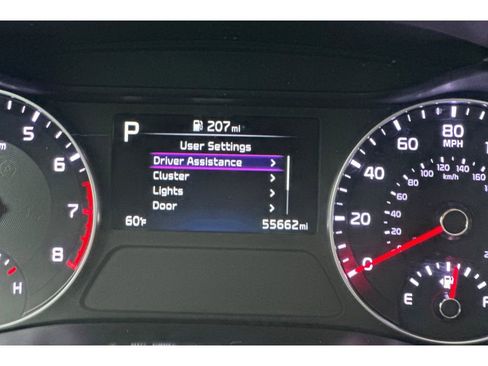 P 207mi
User Settings
Driver Assistance
Cluster
Lights
Door
60°F 55662mi
5
6
7
8
H
80
MPH
60
40
20
0
120 140
100 160
80 180
km/h
60
40
20
E